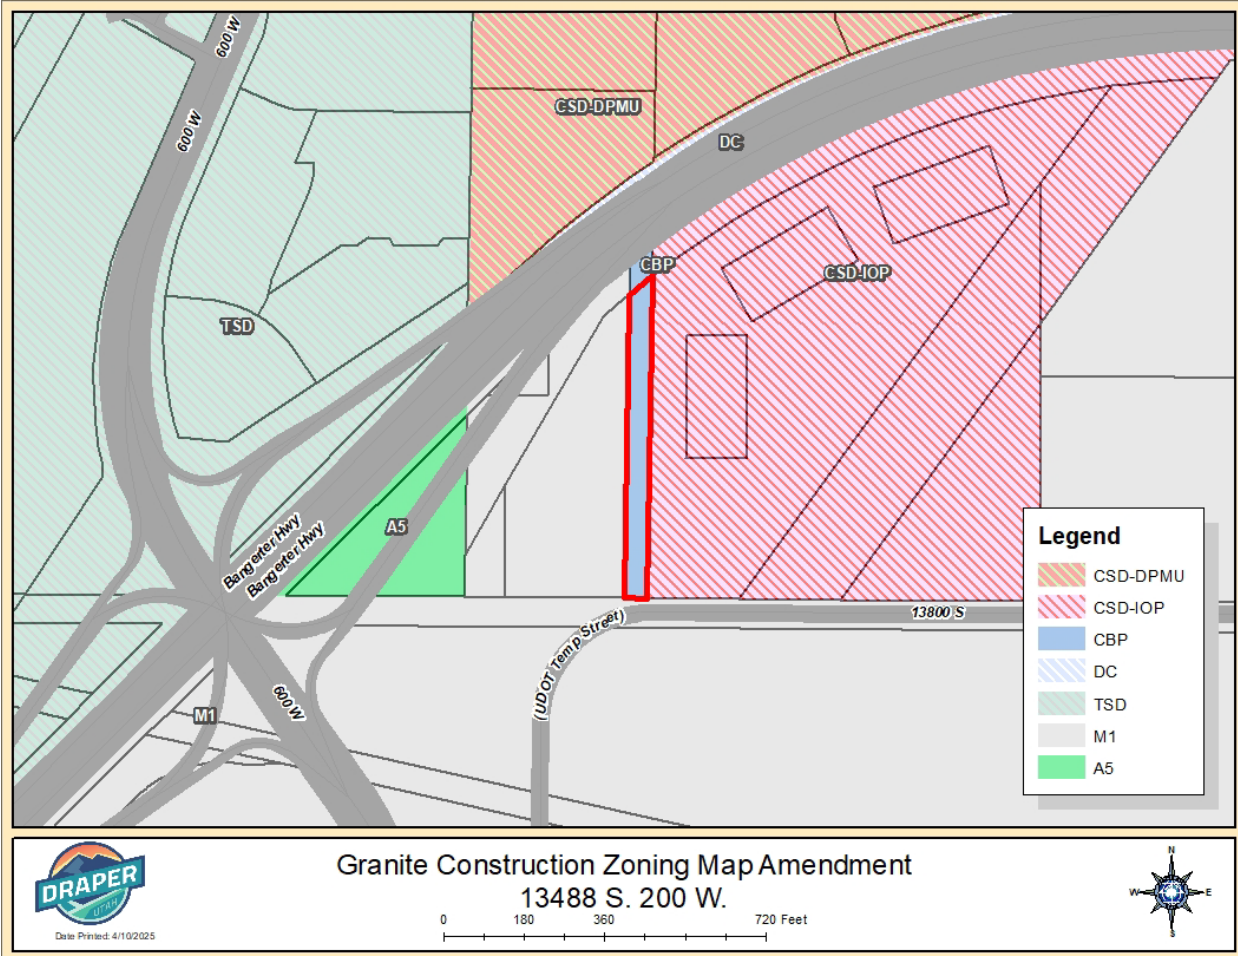 600 W
600 W
CSD-DPMU
DC
CBP
CSD-IOP
TSD
A5
Bangerter Hwy
Bangerter Hwy
13800 S
(UDOT Temp Street)
600 W
M1
Legend
CSD-DPMU
CSD-IOP
CBP
DC
TSD
M1
A5
DRAPER
UTAH
Date Printed: 4/10/2025
Granite Construction Zoning Map Amendment
13488 S. 200 W.
0 180 360 720 Feet
N
W E
S